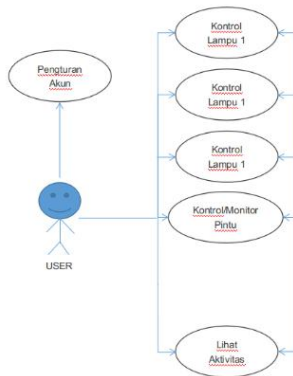 Kontrol
Lampu 1
Pengturan
Akun
Kontrol
Lampu 1
Kontrol
Lampu 1
Kontrol/Monitor
Pintu
USER
Lihat
Aktivitas